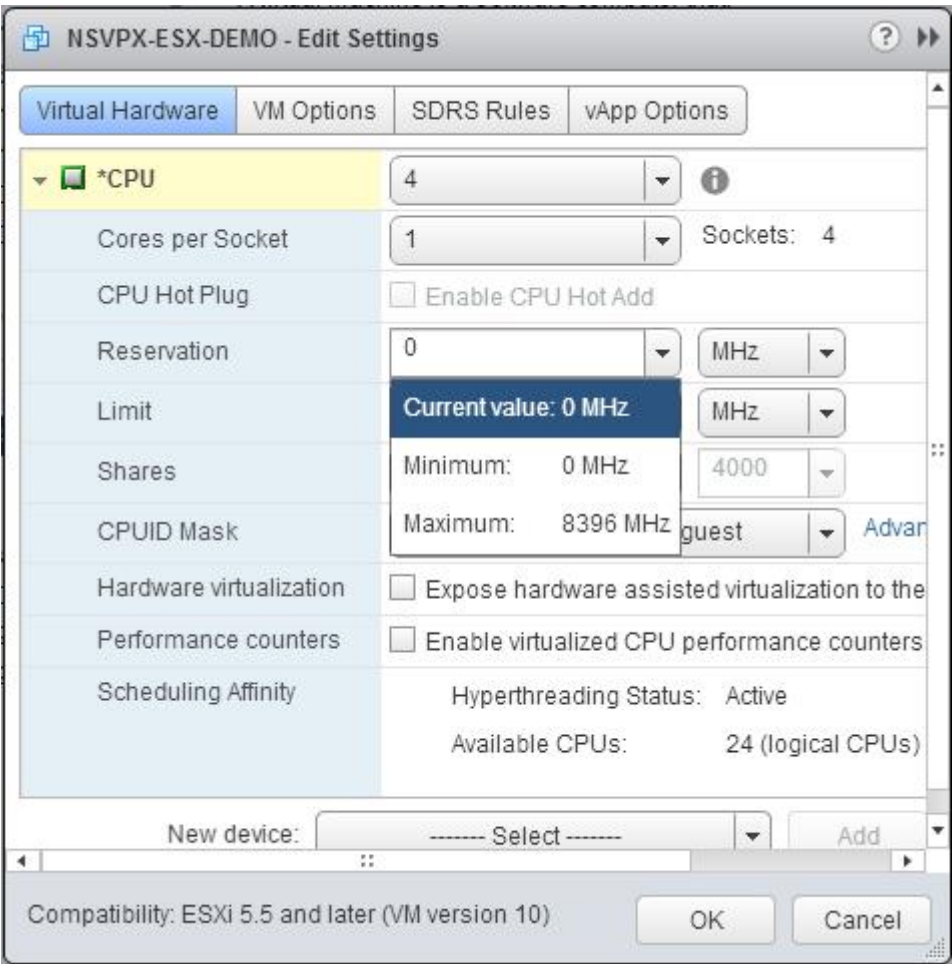 NSVPX-ESX-DEMO - Edit Settings ?
Virtual Hardware VM Options SDRS Rules vApp Options
*CPU 4
Cores per Socket 1 Sockets: 4
CPU Hot Plug Enable CPU Hot Add
Reservation 0 MHz
Current value: 0 MHz
Limit MHz
Minimum: 0 MHz
Shares 4000
Maximum: 8396 MHz
CPUID Mask guest Advan
Hardware virtualization Expose hardware assisted virtualization to the
Performance counters Enable virtualized CPU performance counters
Scheduling Affinity Hyperthreading Status: Active
Available CPUs: 24 (logical CPUs)
New device: ------- Select ------- Add
Compatibility: ESXi 5.5 and later (VM version 10) OK Cancel